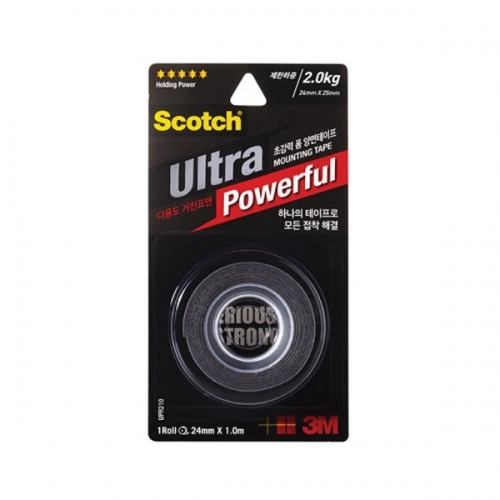 ★★★★★
Holding Power
제한하중 2.0kg
24mm X 25mm
Scotch
초강력 폼 양면테이프
MOUNTING TAPE
Ultra
Powerful
다용도 거친표면
하나의 테이프로
모든 접착 해결
ERIOUS
STRONG
UPR210
1Roll 24mm X 1.0m
3M